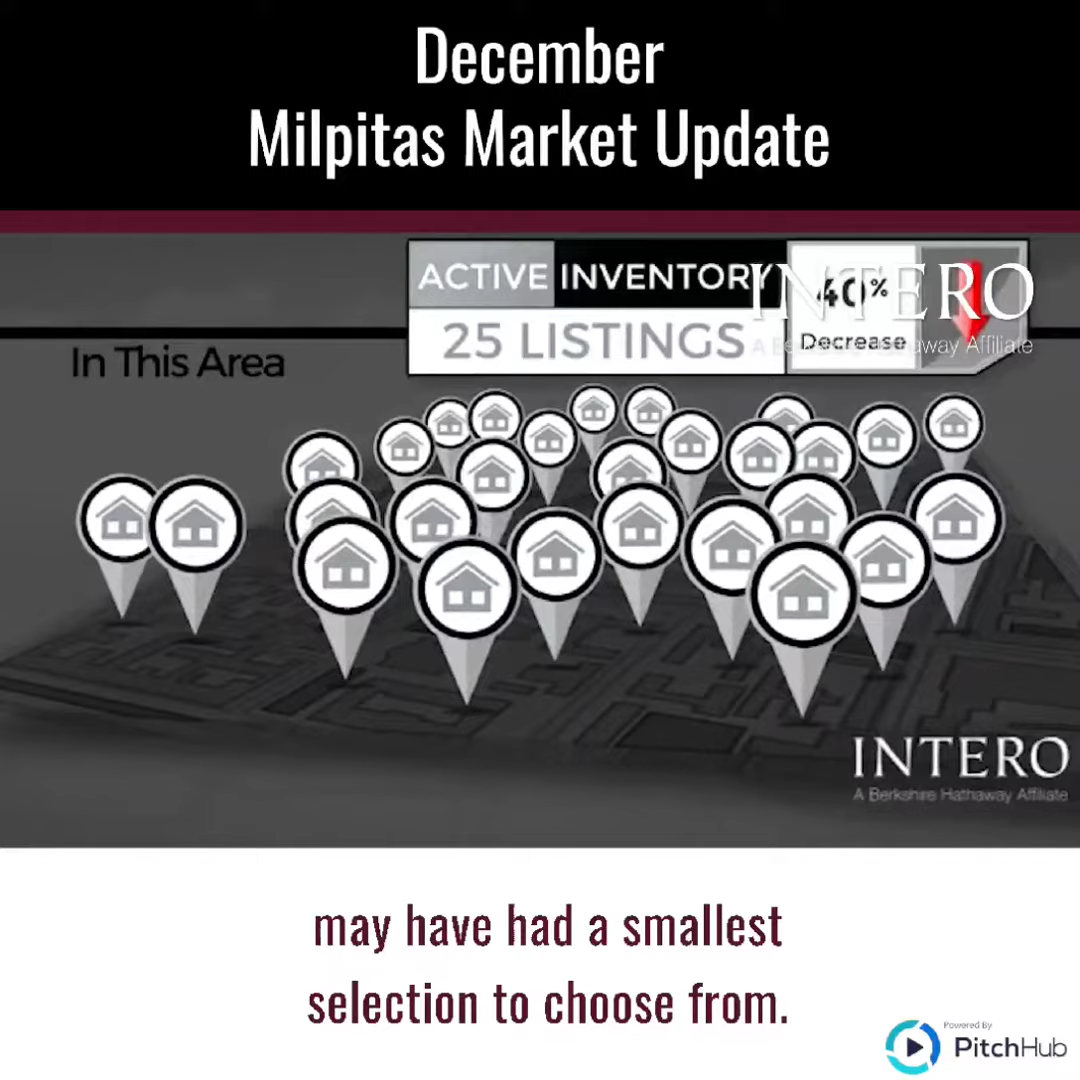 December
Milpitas Market Update
ACTIVE INVENTORY
25 LISTINGS
40%
Decrease
INTERO
Affiliate
In This Area
INTERO
A Berkshire Hathaway Affiliate
may have had a smallest
selection to choose from.
Powered By
PitchHub